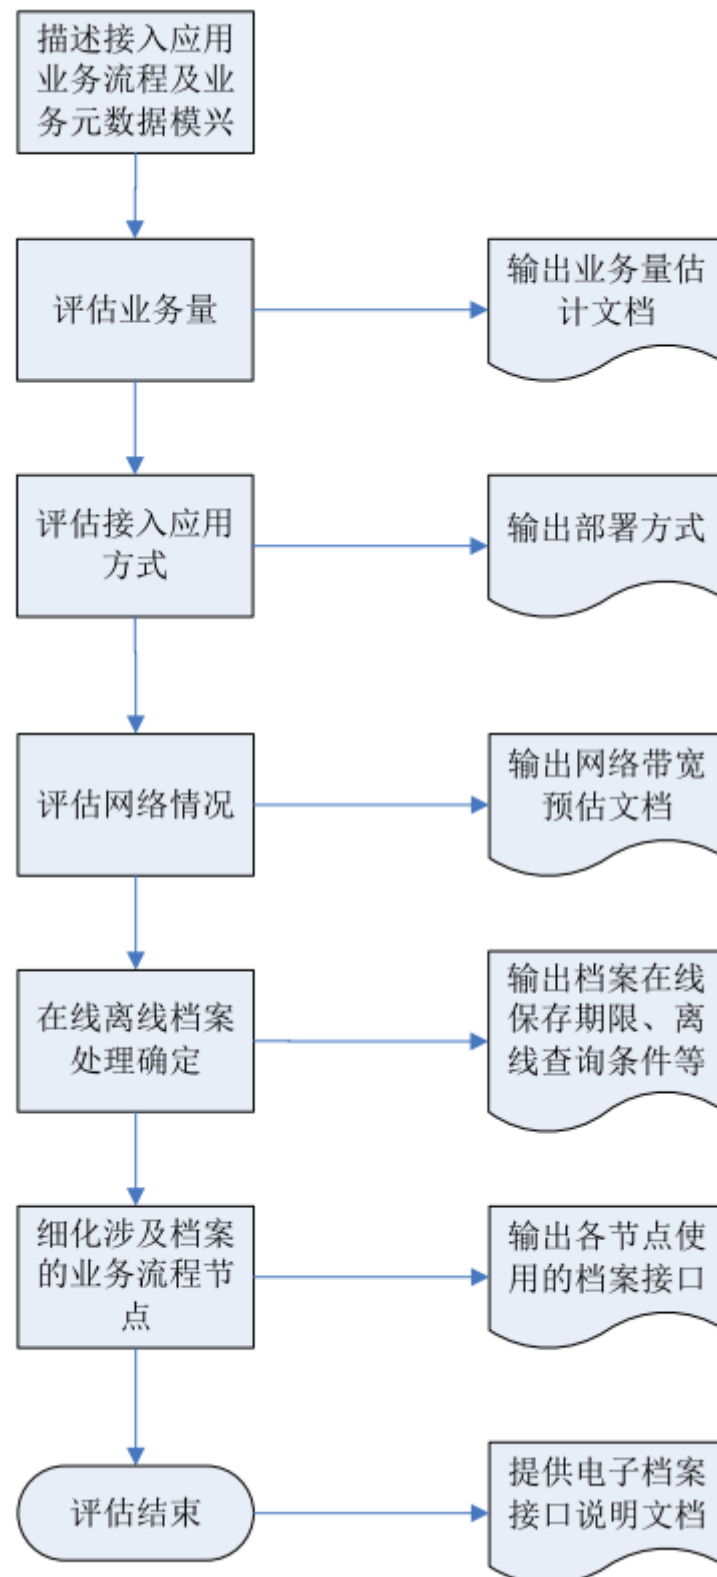 描述接入应用
业务流程及业
务元数据模兴
评估业务量
输出业务量估
计文档
评估接入应用
方式
输出部署方式
评估网络情况
输出网络带宽
预估文档
在线离线档案
处理确定
输出档案在线
保存期限、离
线查询条件等
细化涉及档案
的业务流程节
点
输出各节点使
用的档案接口
评估结束
提供电子档案
接口说明文档